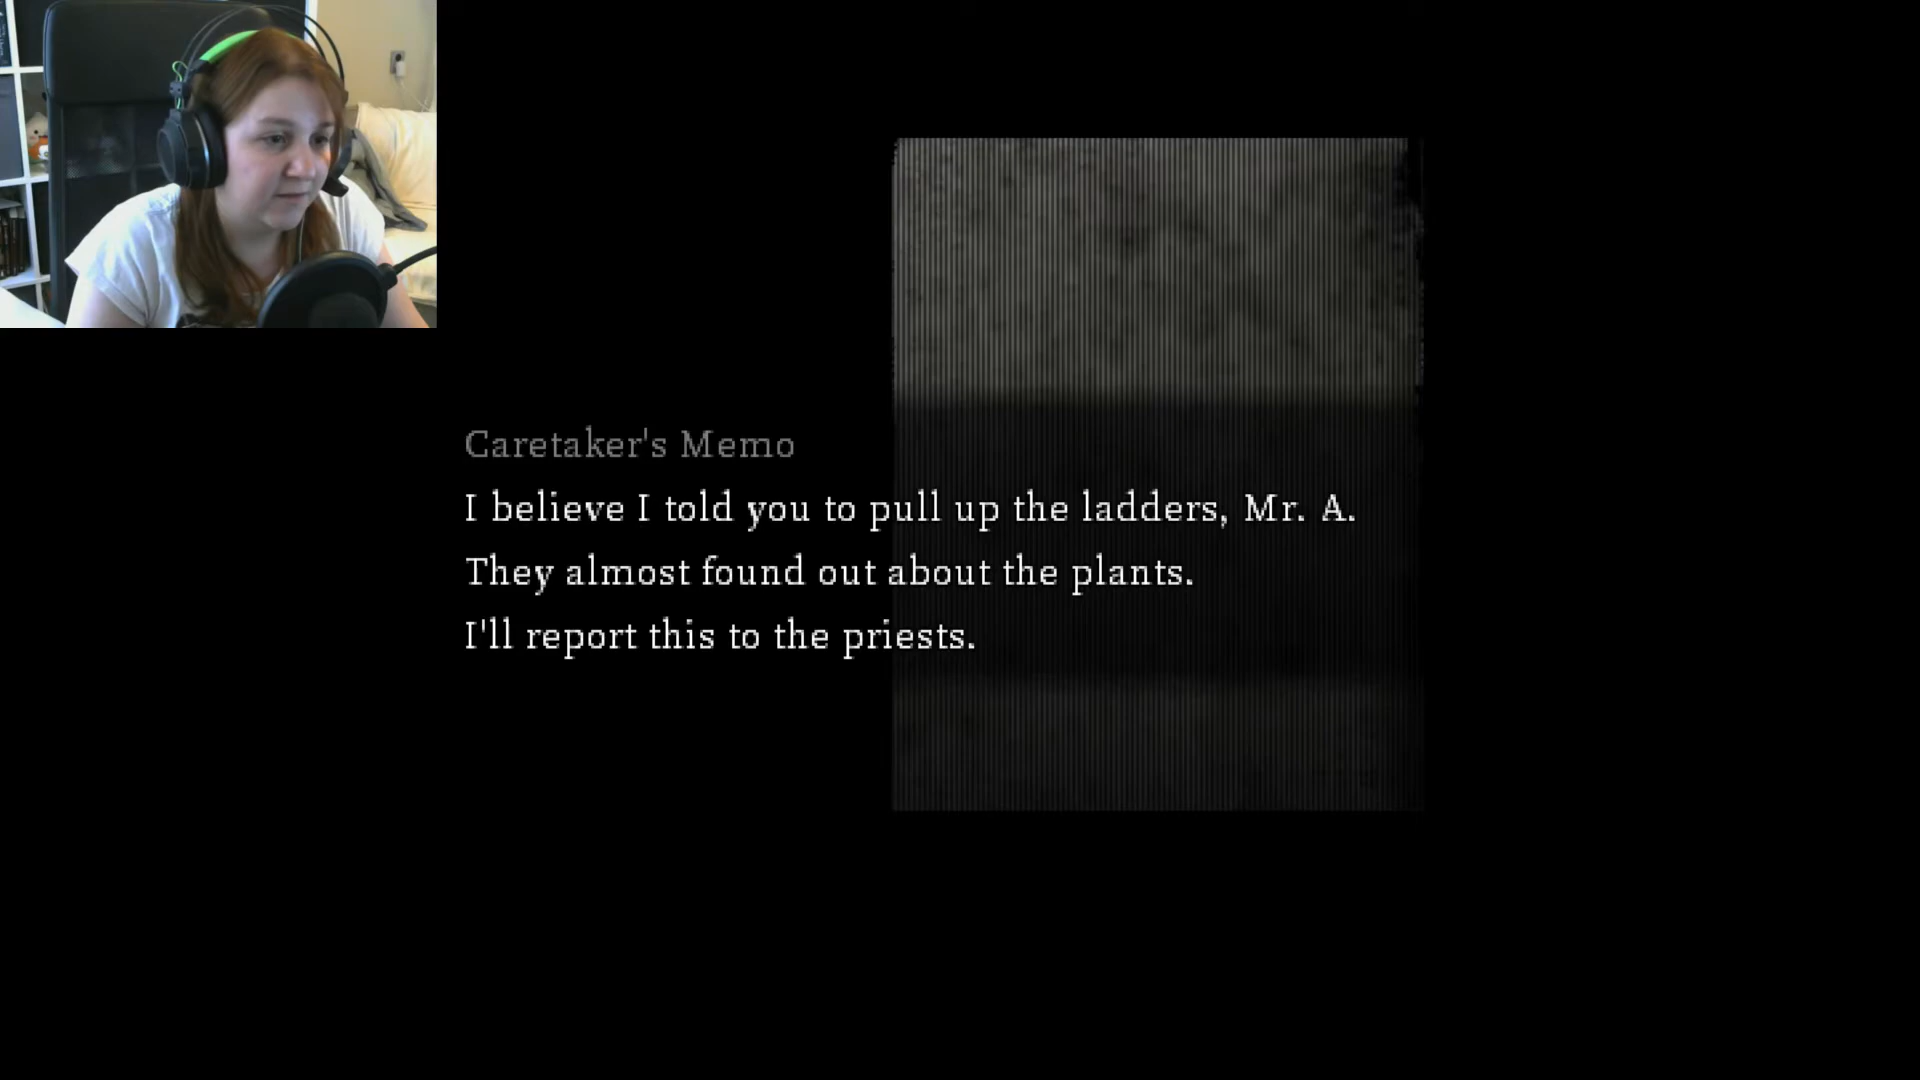 Caretaker's Memo
I believe I told you to pull up the ladders, Mr. A.
They almost found out about the plants.
I'll report this to the priests.